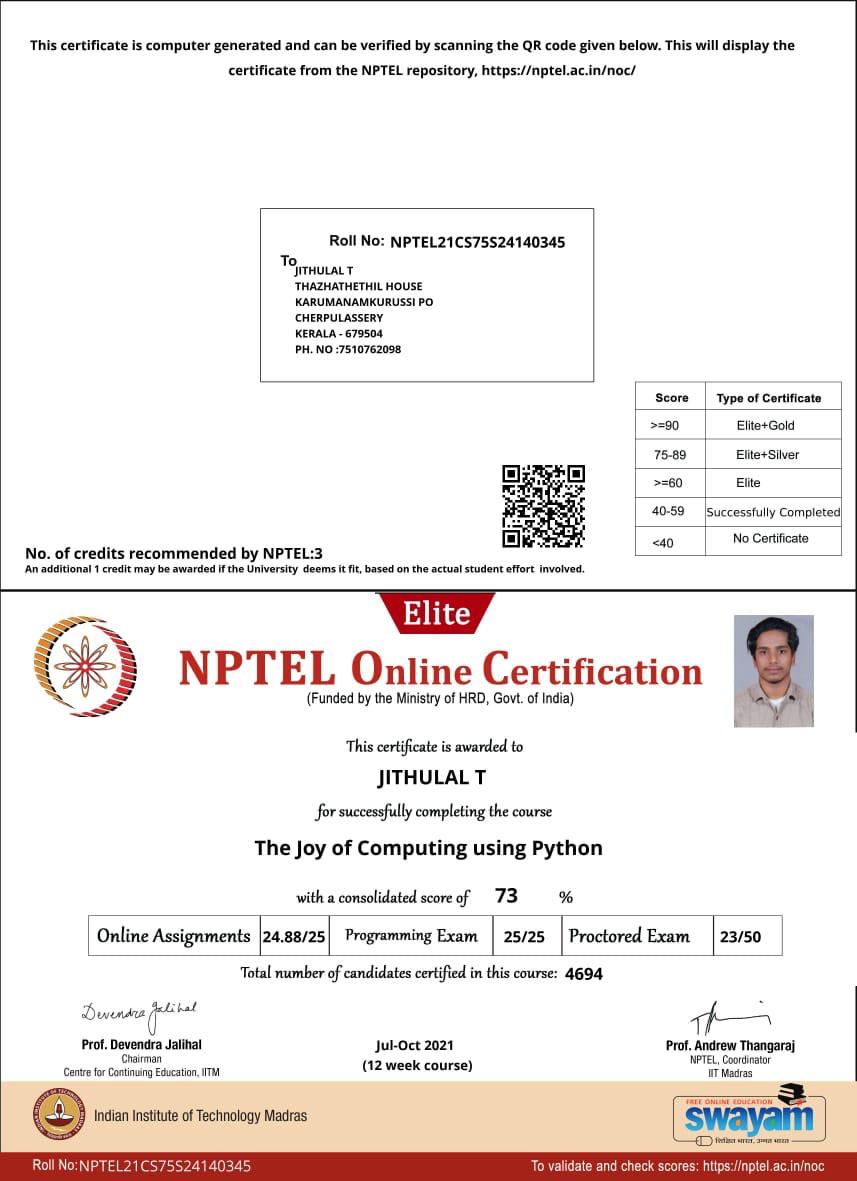 This certificate is computer generated and can be verified by scanning the QR code given below. This will display the
certificate from the NPTEL repository, https://nptel.ac.in/noc/
Roll No: NPTEL21CS75S24140345
To
JITHULAL T
THAZHATHETHIL HOUSE
KARUMANAMKURUSSI PO
CHERPULASSERY
KERALA - 679504
PH. NO :7510762098
Score Type of Certificate
>=90 Elite+Gold
75-89 Elite+Silver
>=60 Elite
40-59 Successfully Completed
<40 No Certificate
No. of credits recommended by NPTEL:3
An additional 1 credit may be awarded if the University deems it fit, based on the actual student effort involved.
Elite
NPTEL Online Certification
(Funded by the Ministry of HRD, Govt. of India)
This certificate is awarded to
JITHULAL T
for successfully completing the course
The Joy of Computing using Python
with a consolidated score of 73 %
Online Assignments 24.88/25 Programming Exam 25/25 Proctored Exam 23/50
Total number of candidates certified in this course: 4694
Devendra Jalihal
Prof. Devendra Jalihal
Chairman
Centre for Continuing Education, IITM
Jul-Oct 2021
(12 week course)
Prof. Andrew Thangaraj
NPTEL, Coordinator
IIT Madras
Indian Institute of Technology Madras
FREE ONLINE EDUCATION
swayam
शिक्षित भारत, उन्नत भारत
Roll No:NPTEL21CS75S24140345
To validate and check scores: https://nptel.ac.in/noc